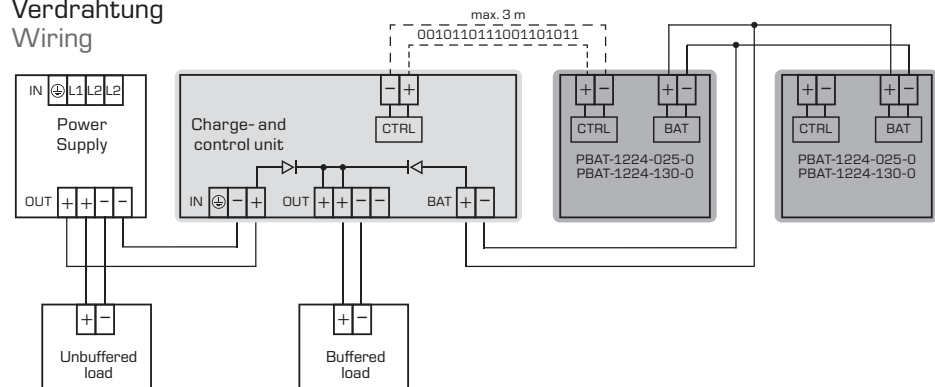 Verdrahtung
Wiring
max. 3 m
0010110111001101011
IN L1 L2 L2
Power
Supply
OUT + + − −
− +
CTRL
Charge- and
control unit
IN − +
OUT + + − −
BAT + −
+ −
CTRL
+ −
BAT
PBAT-1224-025-0
PBAT-1224-130-0
+ −
CTRL
+ −
BAT
PBAT-1224-025-0
PBAT-1224-130-0
+ −
Unbuffered
load
+ −
Buffered
load